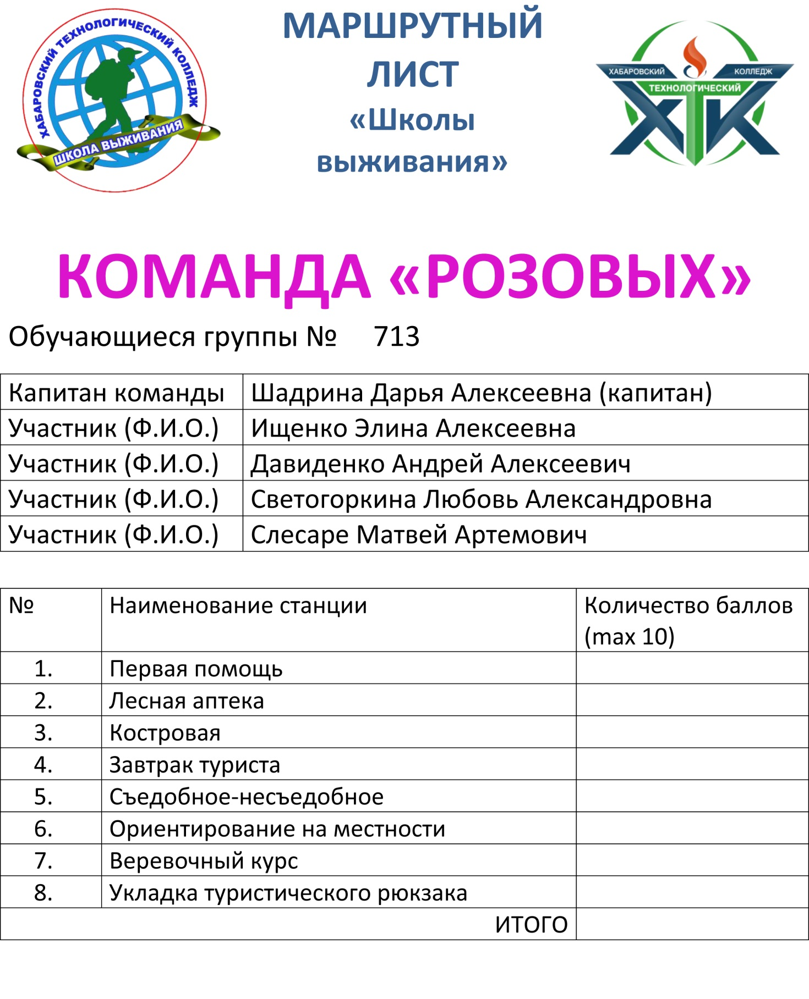 ХАБАРОВСКИЙ ТЕХНОЛОГИЧЕСКИЙ КОЛЛЕДЖ
ШКОЛА ВЫЖИВАНИЯ
МАРШРУТНЫЙ
ЛИСТ
«Школы
выживания»
ХАБАРОВСКИЙ КОЛЛЕДЖ
ТЕХНОЛОГИЧЕСКИЙ
ХТК
КОМАНДА «РОЗОВЫХ»
Обучающиеся группы № 713
Капитан команды Шадрина Дарья Алексеевна (капитан)
Участник (Ф.И.О.) Ищенко Элина Алексеевна
Участник (Ф.И.О.) Давиденко Андрей Алексеевич
Участник (Ф.И.О.) Светогоркина Любовь Александровна
Участник (Ф.И.О.) Слесаре Матвей Артемович
№ Наименование станции Количество баллов
(max 10)
1. Первая помощь
2. Лесная аптека
3. Костровая
4. Завтрак туриста
5. Съедобное-несъедобное
6. Ориентирование на местности
7. Веревочный курс
8. Укладка туристического рюкзака
ИТОГО